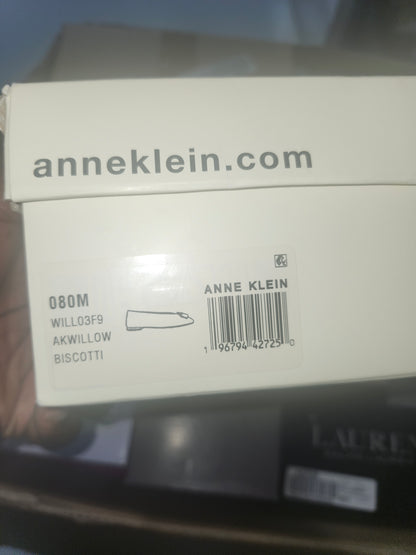 anneklein.com
080M
WILL03F9
AKWILLOW
BISCOTTI
ANNE KLEIN
1 96794 42725 0
LAUREN